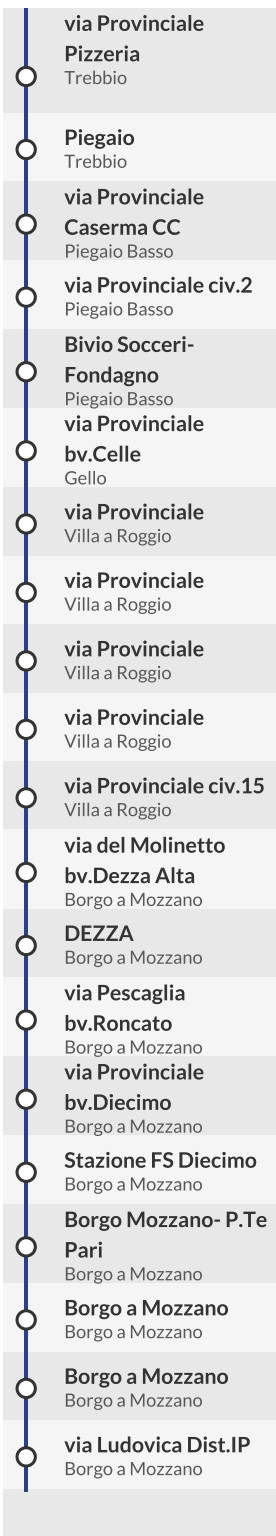 via Provinciale
Pizzeria
Trebbio
Piegaio
Trebbio
via Provinciale
Caserma CC
Piegaio Basso
via Provinciale civ.2
Piegaio Basso
Bivio Socceri-
Fondagno
Piegaio Basso
via Provinciale
bv.Celle
Gello
via Provinciale
Villa a Roggio
via Provinciale
Villa a Roggio
via Provinciale
Villa a Roggio
via Provinciale
Villa a Roggio
via Provinciale civ.15
Villa a Roggio
via del Molinetto
bv.Dezza Alta
Borgo a Mozzano
DEZZA
Borgo a Mozzano
via Pescaglia
bv.Roncato
Borgo a Mozzano
via Provinciale
bv.Diecimo
Borgo a Mozzano
Stazione FS Diecimo
Borgo a Mozzano
Borgo Mozzano- P.Te
Pari
Borgo a Mozzano
Borgo a Mozzano
Borgo a Mozzano
Borgo a Mozzano
Borgo a Mozzano
via Ludovica Dist.IP
Borgo a Mozzano